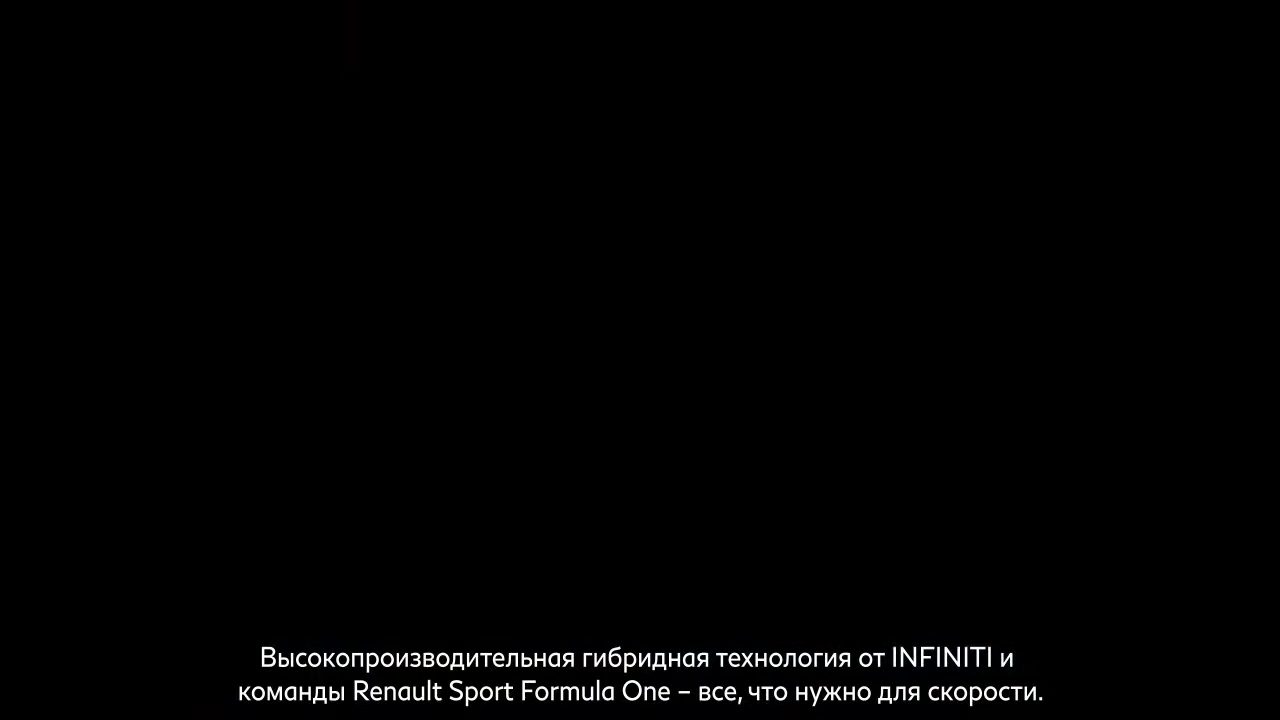 Высокопроизводительная гибридная технология от INFINITI и
команды Renault Sport Formula One – все, что нужно для скорости.